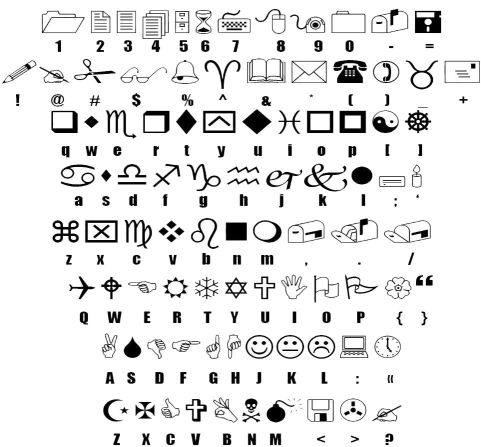 1 2 3 4 5 6 7 8 9 0 - =
! @ # $ % ^ & * ( ) _ +
q w e r t y u i o p [ ]
a s d f g h j k l ; '
z x c v b n m , . /
Q W E R T Y U I O P { }
A S D F G H J K L : "
Z X C V B N M < > ?